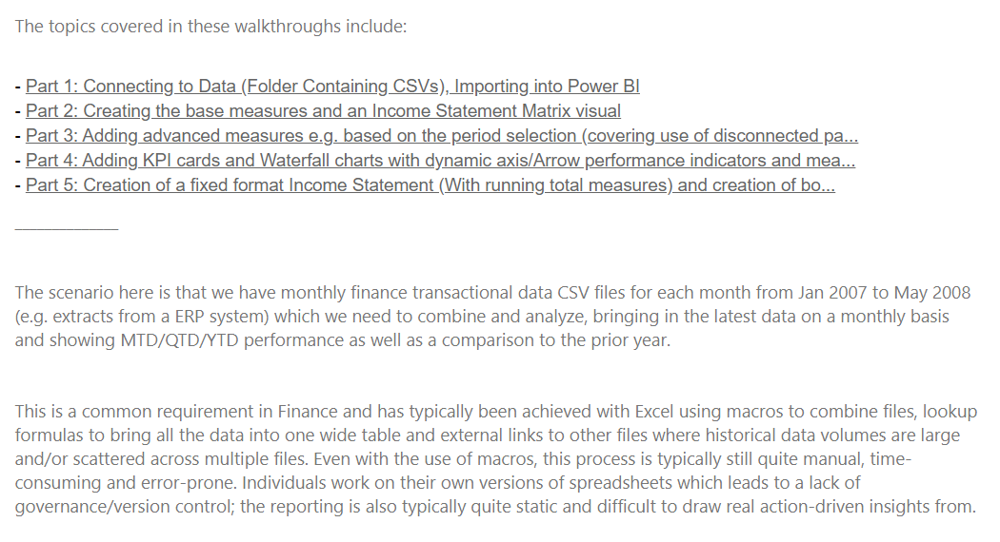 The topics covered in these walkthroughs include:
- Part 1: Connecting to Data (Folder Containing CSVs), Importing into Power BI
- Part 2: Creating the base measures and an Income Statement Matrix visual
- Part 3: Adding advanced measures e.g. based on the period selection (covering use of disconnected pa...
- Part 4: Adding KPI cards and Waterfall charts with dynamic axis/Arrow performance indicators and mea...
- Part 5: Creation of a fixed format Income Statement (With running total measures) and creation of bo...
____________
The scenario here is that we have monthly finance transactional data CSV files for each month from Jan 2007 to May 2008
(e.g. extracts from a ERP system) which we need to combine and analyze, bringing in the latest data on a monthly basis
and showing MTD/QTD/YTD performance as well as a comparison to the prior year.
This is a common requirement in Finance and has typically been achieved with Excel using macros to combine files, lookup
formulas to bring all the data into one wide table and external links to other files where historical data volumes are large
and/or scattered across multiple files. Even with the use of macros, this process is typically still quite manual, time-
consuming and error-prone. Individuals work on their own versions of spreadsheets which leads to a lack of
governance/version control; the reporting is also typically quite static and difficult to draw real action-driven insights from.